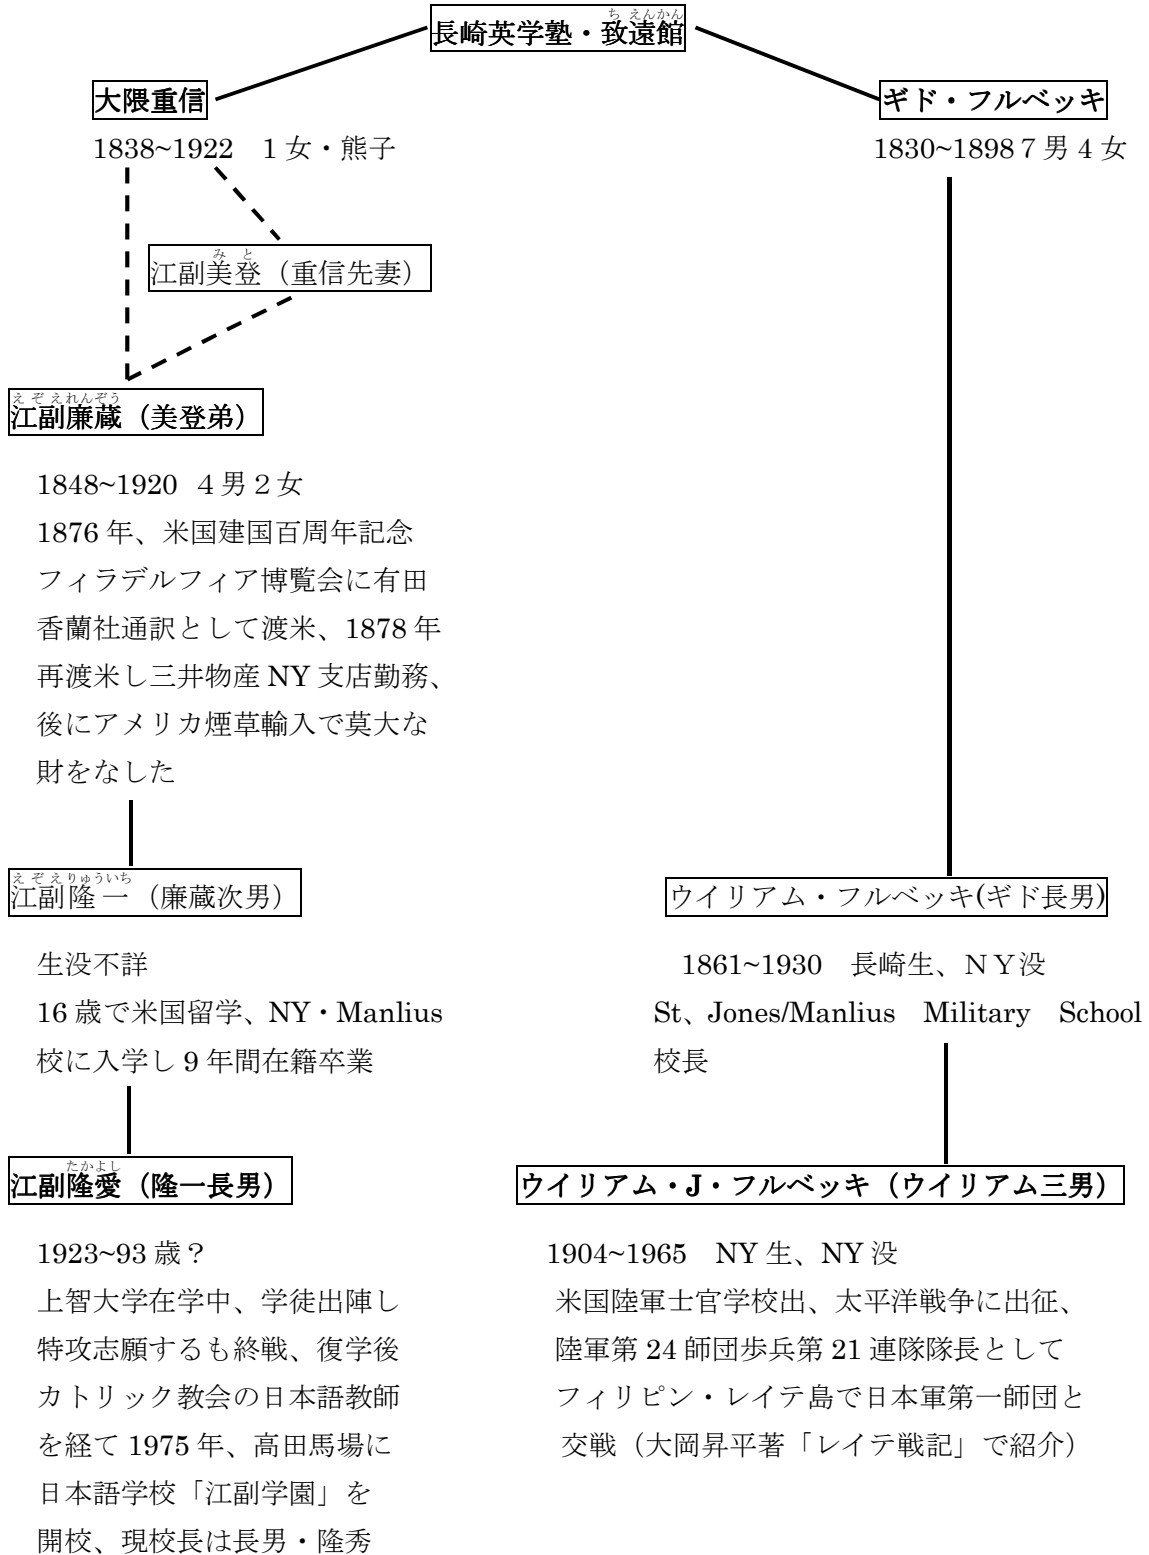 ち えんかん
長崎英学塾・致遠館
大隈重信
1838~1922　1女・熊子
ギド・フルベッキ
1830~1898７男4女
み と
江副美登（重信先妻）
え ぞ え れんぞう
江副廉蔵（美登弟）
1848~1920 ４男２女
1876年、米国建国百周年記念
フィラデルフィア博覧会に有田
香蘭社通訳として渡米、1878年
再渡米し三井物産NY支店勤務、
後にアメリカ煙草輸入で莫大な
財をなした
え ぞ え りゅういち
江副隆一（廉蔵次男）
生没不詳
16歳で米国留学、NY・Manlius
校に入学し9年間在籍卒業
ウイリアム・フルベッキ(ギド長男)
1861~1930　長崎生、ＮＹ没
St、Jones/Manlius　Military　School
校長
たかよし
江副隆愛（隆一長男）
1923~93歳？
上智大学在学中、学徒出陣し
特攻志願するも終戦、復学後
カトリック教会の日本語教師
を経て1975年、高田馬場に
日本語学校「江副学園」を
開校、現校長は長男・隆秀
ウイリアム・J・フルベッキ（ウイリアム三男）
1904~1965　NY生、NY没
米国陸軍士官学校出、太平洋戦争に出征、
陸軍第24師団歩兵第21連隊隊長として
フィリピン・レイテ島で日本軍第一師団と
交戦（大岡昇平著「レイテ戦記」で紹介）